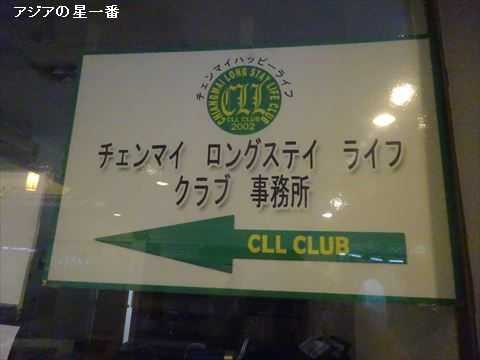 アジアの星一番
チェンマイハッピーライフ
CHIANGMAI LONG STAY LIFE CLUB
CLL
CLL CLUB
2002
チェンマイ ロングステイ ライフ
クラブ 事務所
CLL CLUB